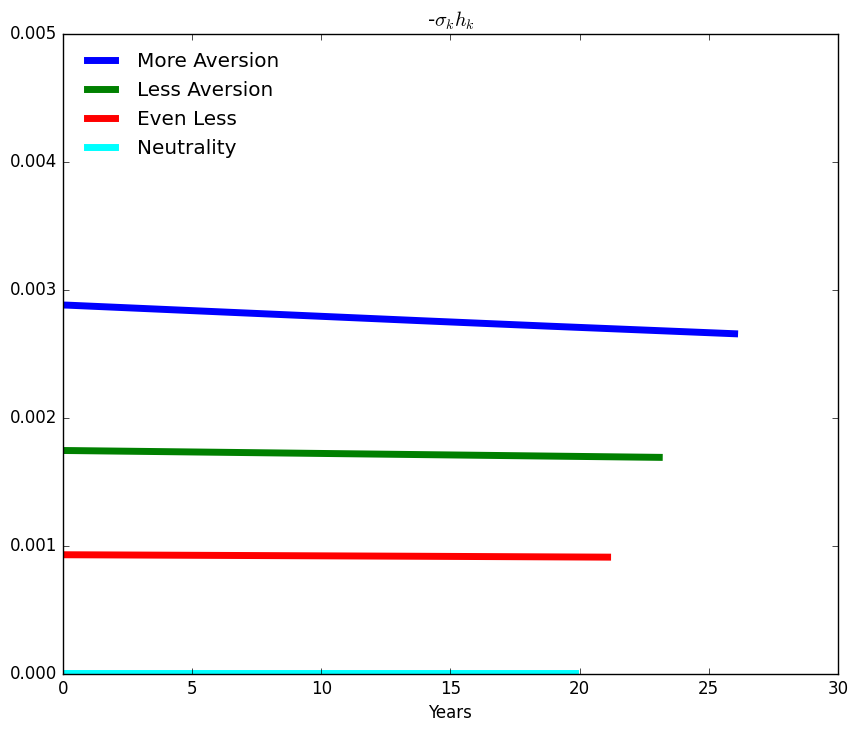 -σₖhₖ
0.005
0.004
0.003
0.002
0.001
0.000
More Aversion
Less Aversion
Even Less
Neutrality
0 5 10 15 20 25 30
Years